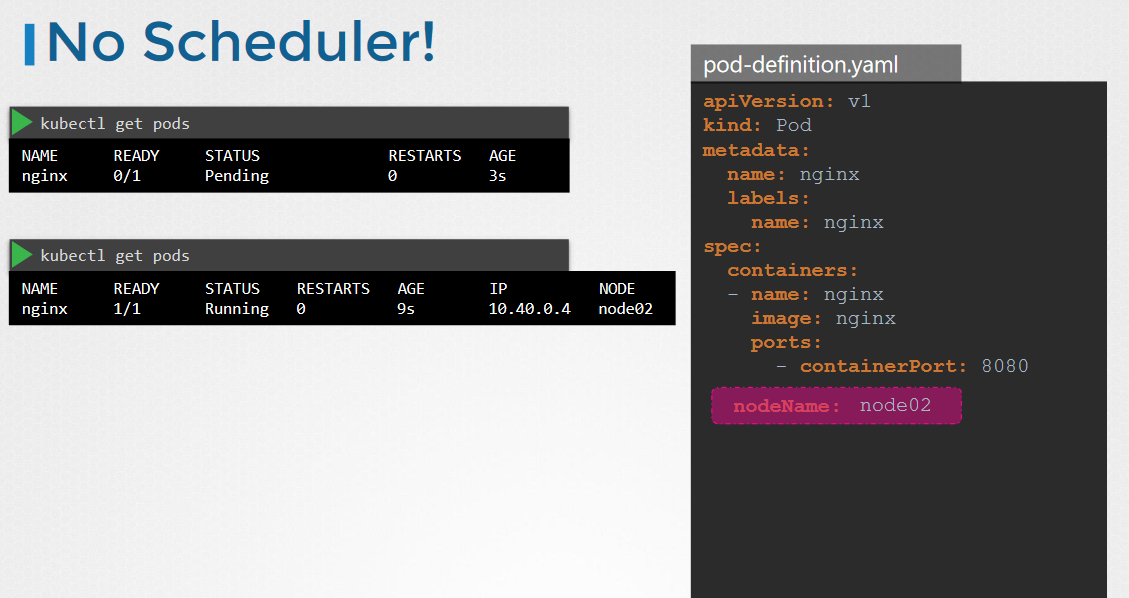 No Scheduler!
kubectl get pods
NAME READY STATUS RESTARTS AGE
nginx 0/1 Pending 0 3s
kubectl get pods
NAME READY STATUS RESTARTS AGE IP NODE
nginx 1/1 Running 0 9s 10.40.0.4 node02
pod-definition.yaml
apiVersion: v1
kind: Pod
metadata:
  name: nginx
  labels:
    name: nginx
spec:
  containers:
  - name: nginx
    image: nginx
    ports:
      - containerPort: 8080
  nodeName: node02